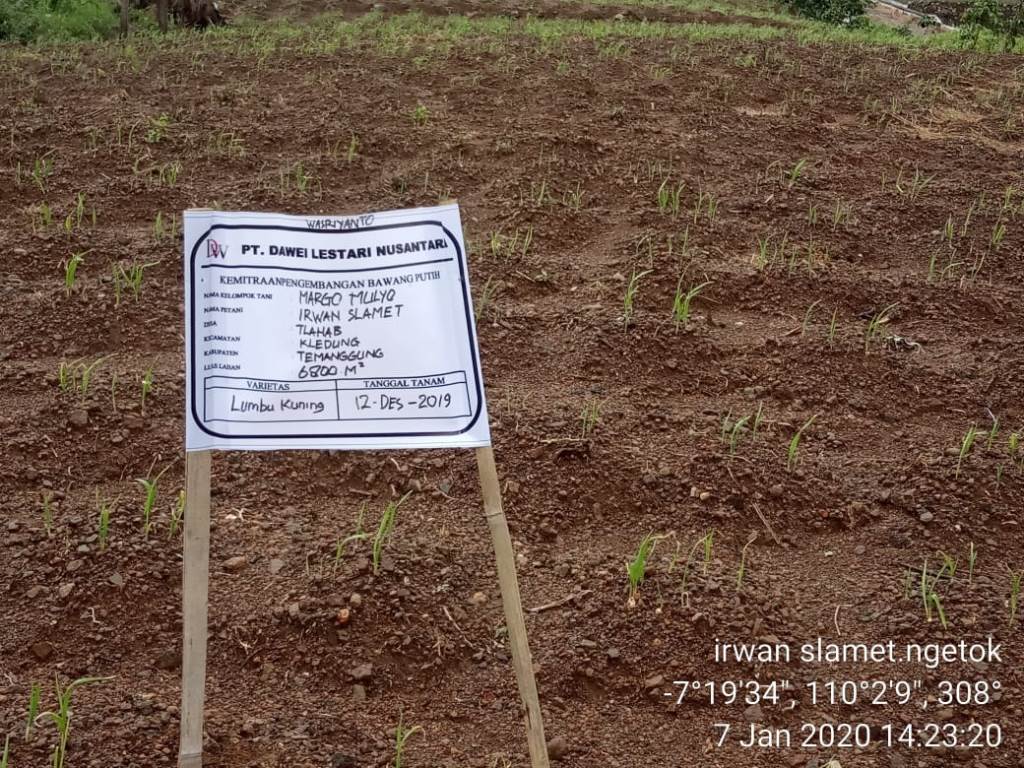 WASRIYANTO
DW PT. DAWEI LESTARI NUSANTARA
KEMITRAANPENGEMBANGAN BAWANG PUTIH
NAMA KELOMPOK TANI MARGO MULYO
NAMA PETANI IRWAN SLAMET
DESA TLAHAB
KECAMATAN KLEDUNG
KABUPATEN TEMANGGUNG
LUAS LAHAN 6800 M²
VARIETAS TANGGAL TANAM
Lumbu Kuning 12-DES-2019
irwan slamet.ngetok
-7°19'34", 110°2'9", 308°
7 Jan 2020 14:23:20